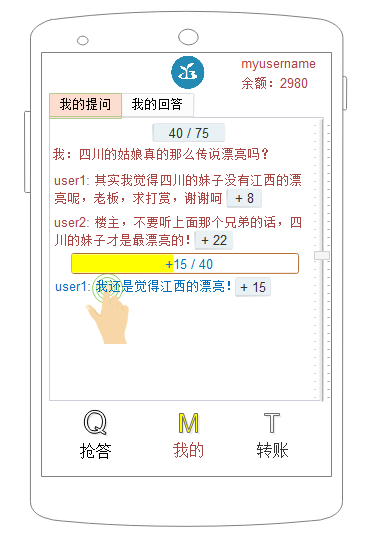 myusername
余额：2980
我的提问 我的回答
40 / 75
我：四川的姑娘真的那么传说漂亮吗？
user1: 其实我觉得四川的妹子没有江西的漂
亮呢，老板，求打赏，谢谢呵 + 8
user2: 楼主，不要听上面那个兄弟的话，四
川的妹子才是最漂亮的！ + 22
+15 / 40
user1: 我还是觉得江西的漂亮！ + 15
Q M T
抢答 我的 转账